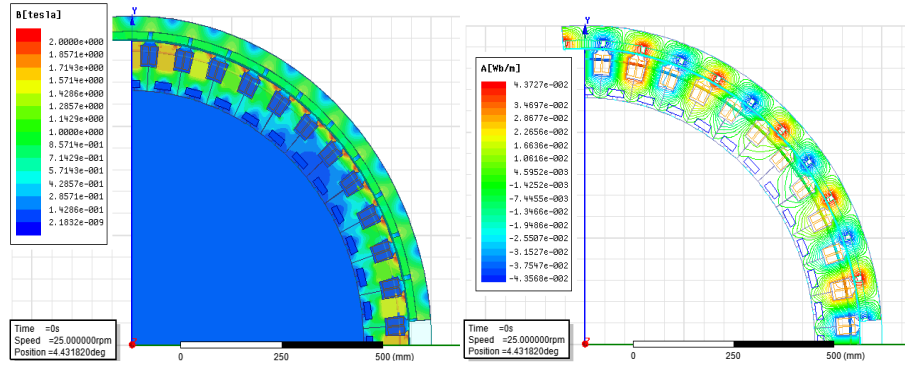 B[tesla]
2.0000e+000
1.8571e+000
1.7143e+000
1.5714e+000
1.4286e+000
1.2857e+000
1.1429e+000
1.0000e+000
8.5714e-001
7.1429e-001
5.7143e-001
4.2857e-001
2.8571e-001
1.4286e-001
2.1832e-009
Y
Time =0s
Speed =25.000000rpm
Position =4.431820deg
0
250
500 (mm)
A[Wb/m]
4.3727e-002
3.4697e-002
2.8677e-002
2.2656e-002
1.6636e-002
1.0616e-002
4.5952e-003
-1.4252e-003
-7.4455e-003
-1.3466e-002
-1.9486e-002
-2.5507e-002
-3.1527e-002
-3.7547e-002
-4.3568e-002
Y
Time =0s
Speed =25.000000rpm
Position =4.431820deg
0
250
500 (mm)